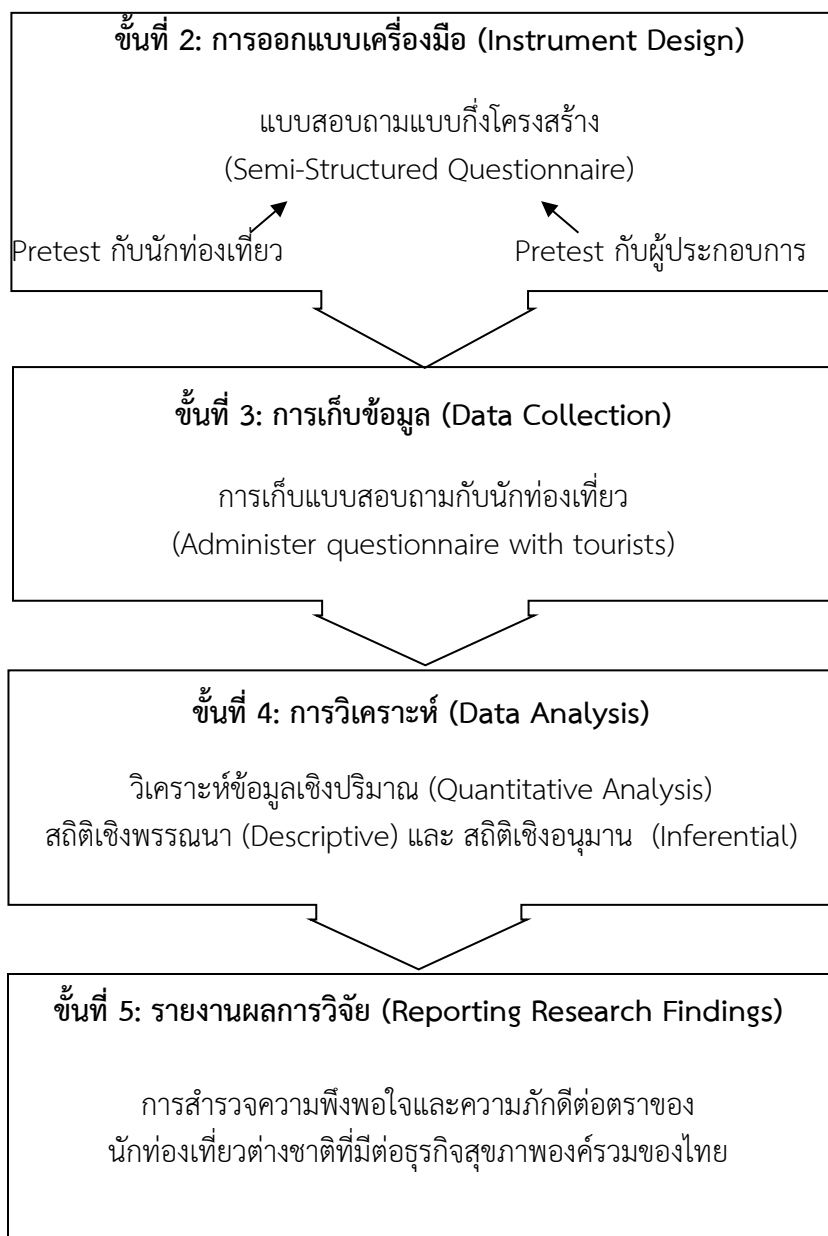 ขั้นที่ 2: การออกแบบเครื่องมือ (Instrument Design)
แบบสอบถามแบบกึ่งโครงสร้าง
(Semi-Structured Questionnaire)
Pretest กับนักท่องเที่ยว
Pretest กับผู้ประกอบการ
ขั้นที่ 3: การเก็บข้อมูล (Data Collection)
การเก็บแบบสอบถามกับนักท่องเที่ยว
(Administer questionnaire with tourists)
ขั้นที่ 4: การวิเคราะห์ (Data Analysis)
วิเคราะห์ข้อมูลเชิงปริมาณ (Quantitative Analysis)
สถิติเชิงพรรณนา (Descriptive) และ สถิติเชิงอนุมาน (Inferential)
ขั้นที่ 5: รายงานผลการวิจัย (Reporting Research Findings)
การสำรวจความพึงพอใจและความภักดีต่อตราของ
นักท่องเที่ยวต่างชาติที่มีต่อธุรกิจสุขภาพองค์รวมของไทย